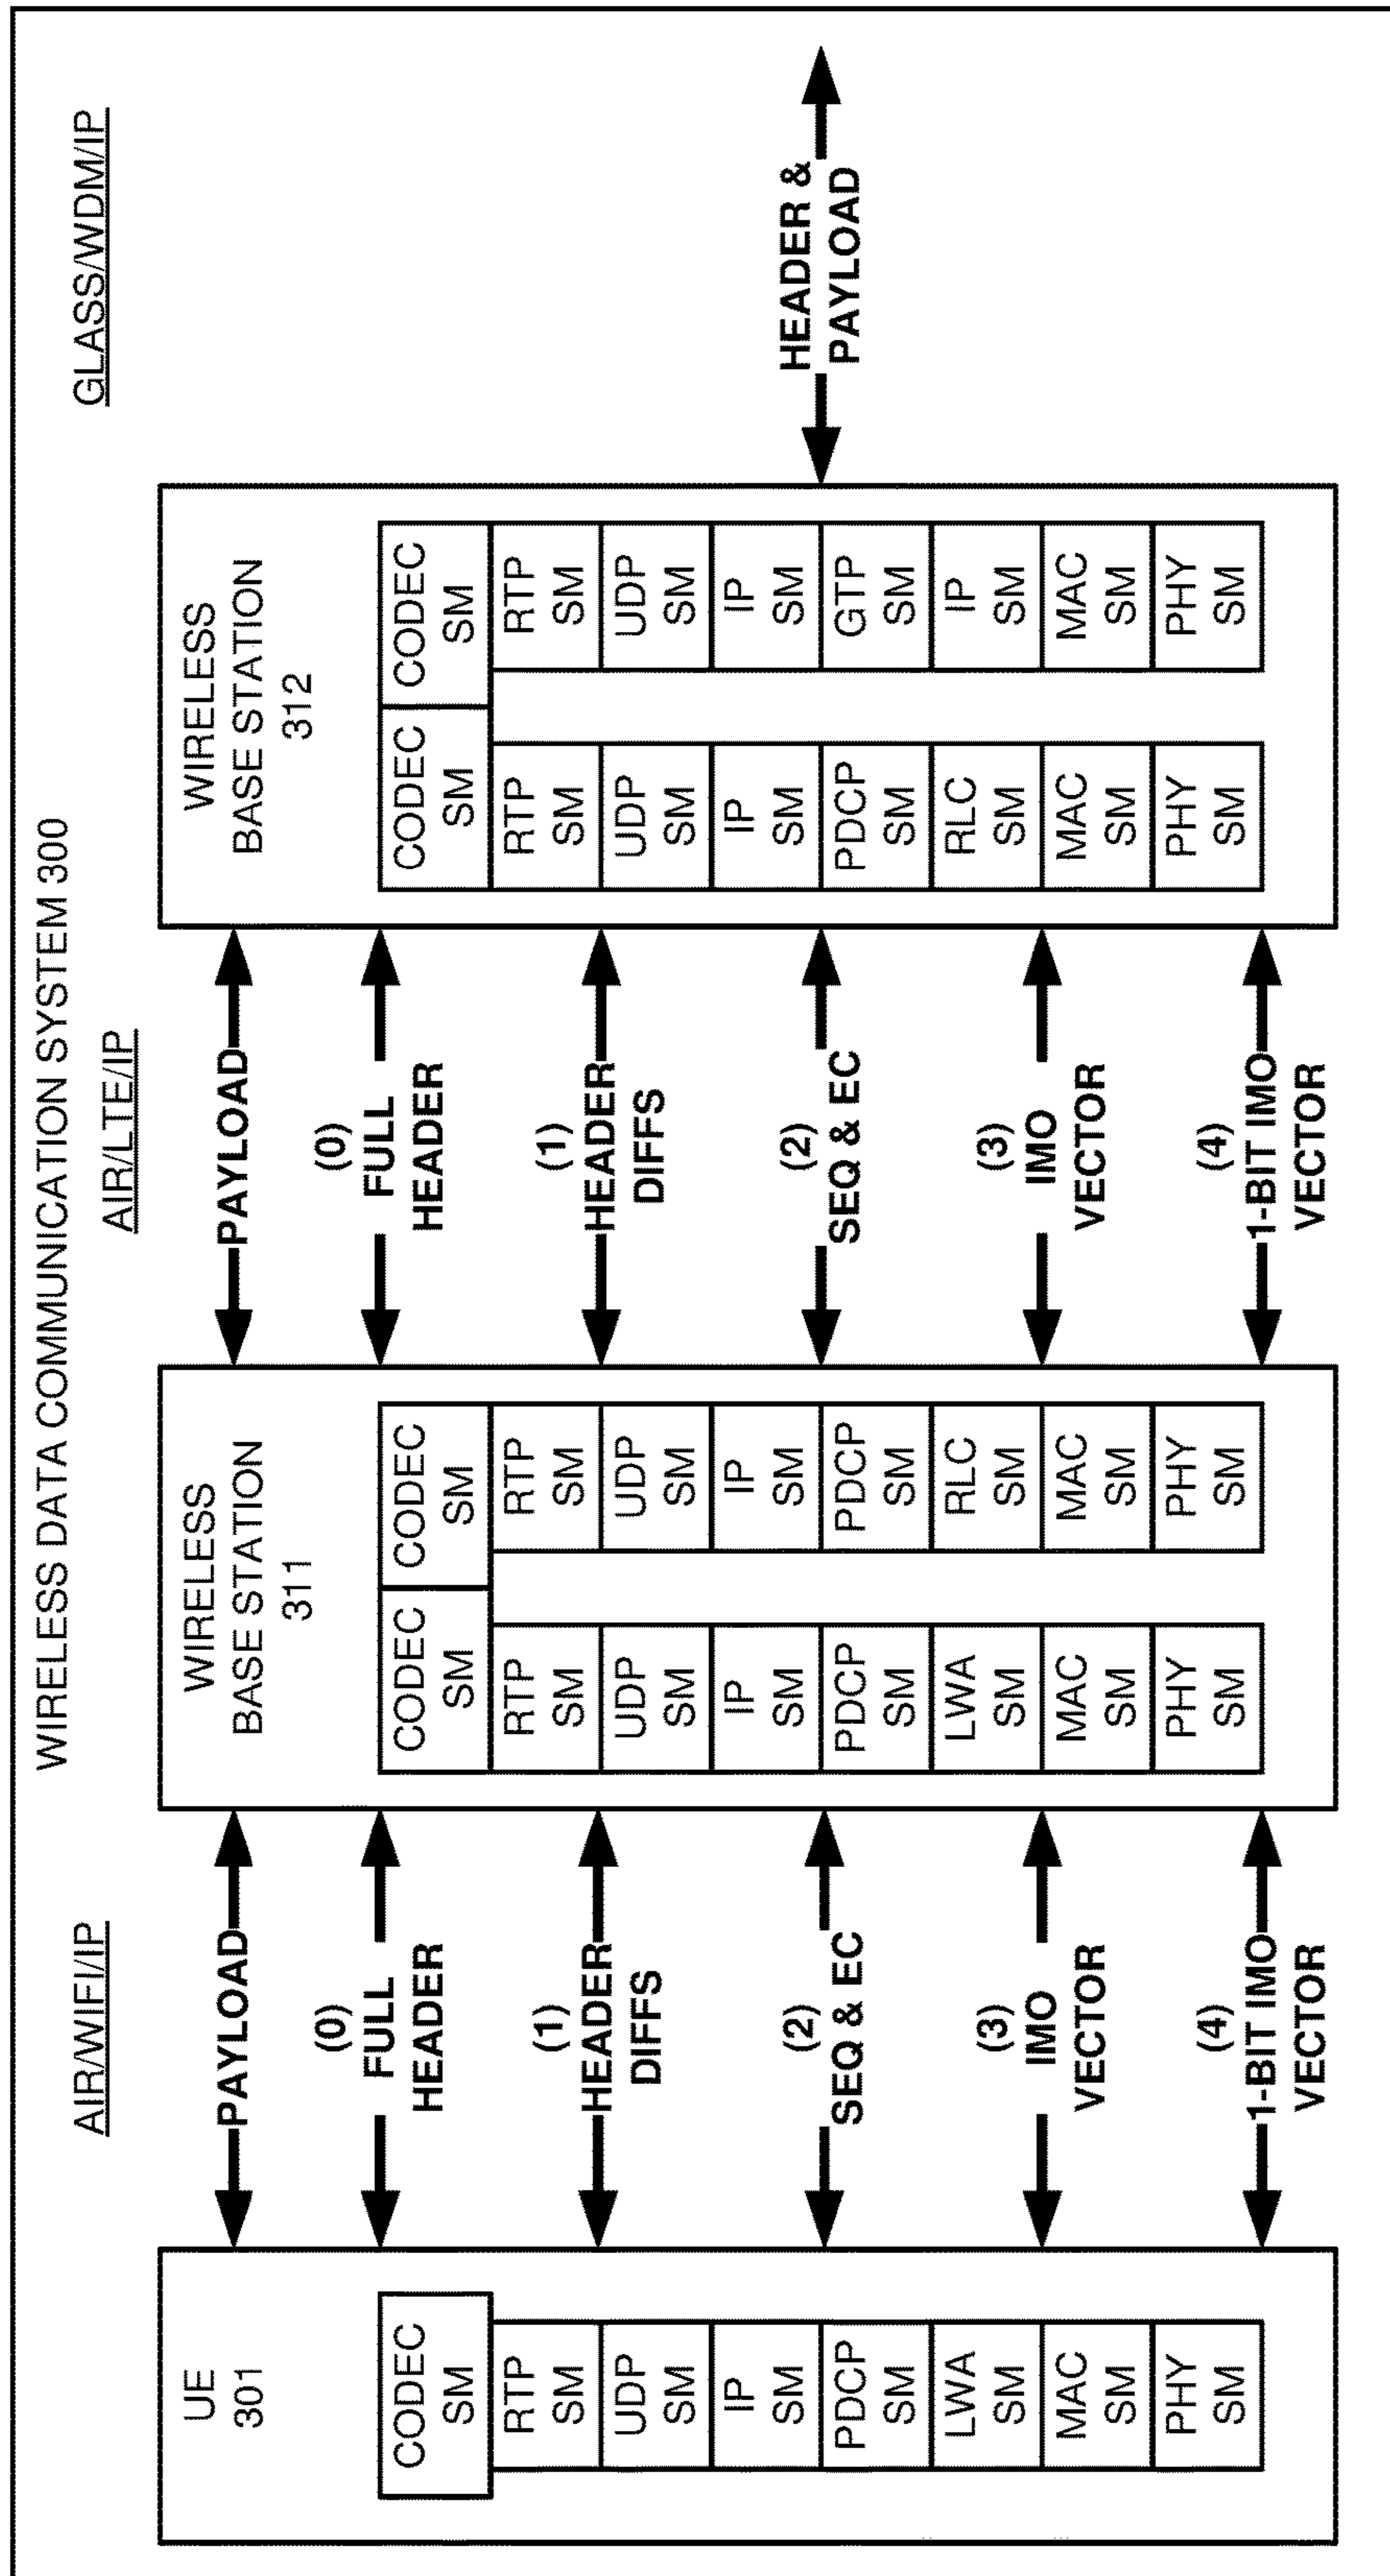 WIRELESS DATA COMMUNICATION SYSTEM 300
AIR/WIFI/IP
AIR/LTE/IP
GLASS/WDM/IP
UE
301
CODEC
SM
RTP
SM
UDP
SM
IP
SM
PDCP
SM
LWA
SM
MAC
SM
PHY
SM
PAYLOAD
(0)
FULL
HEADER
(1)
HEADER
DIFFS
(2)
SEQ & EC
(3)
IMO
VECTOR
(4)
1-BIT IMO
VECTOR
WIRELESS
BASE STATION
311
CODEC
SM
RTP
SM
UDP
SM
IP
SM
PDCP
SM
LWA
SM
MAC
SM
PHY
SM
CODEC
SM
RTP
SM
UDP
SM
IP
SM
PDCP
SM
RLC
SM
MAC
SM
PHY
SM
PAYLOAD
(0)
FULL
HEADER
(1)
HEADER
DIFFS
(2)
SEQ & EC
(3)
IMO
VECTOR
(4)
1-BIT IMO
VECTOR
WIRELESS
BASE STATION
312
CODEC
SM
RTP
SM
UDP
SM
IP
SM
PDCP
SM
RLC
SM
MAC
SM
PHY
SM
CODEC
SM
RTP
SM
UDP
SM
IP
SM
GTP
SM
IP
SM
MAC
SM
PHY
SM
HEADER &
PAYLOAD